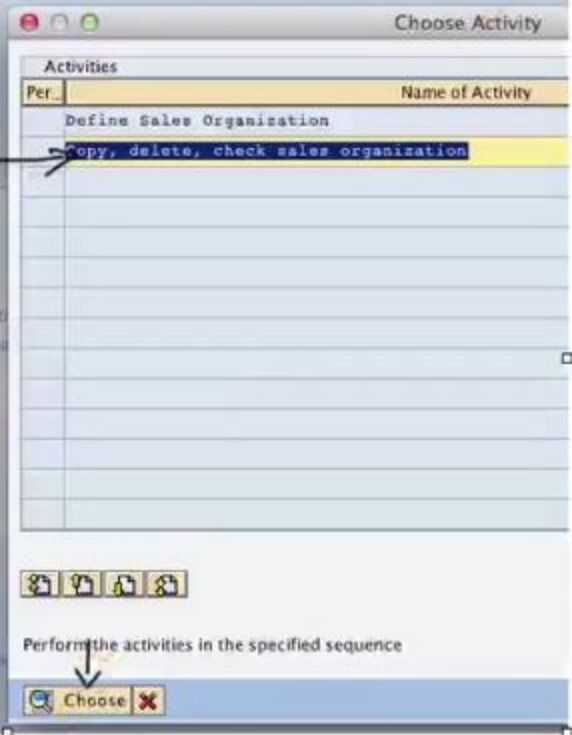 Choose Activity
Activities
Per.. Name of Activity
Define Sales Organization
Copy, delete, check sales organization
Perform the activities in the specified sequence
Choose